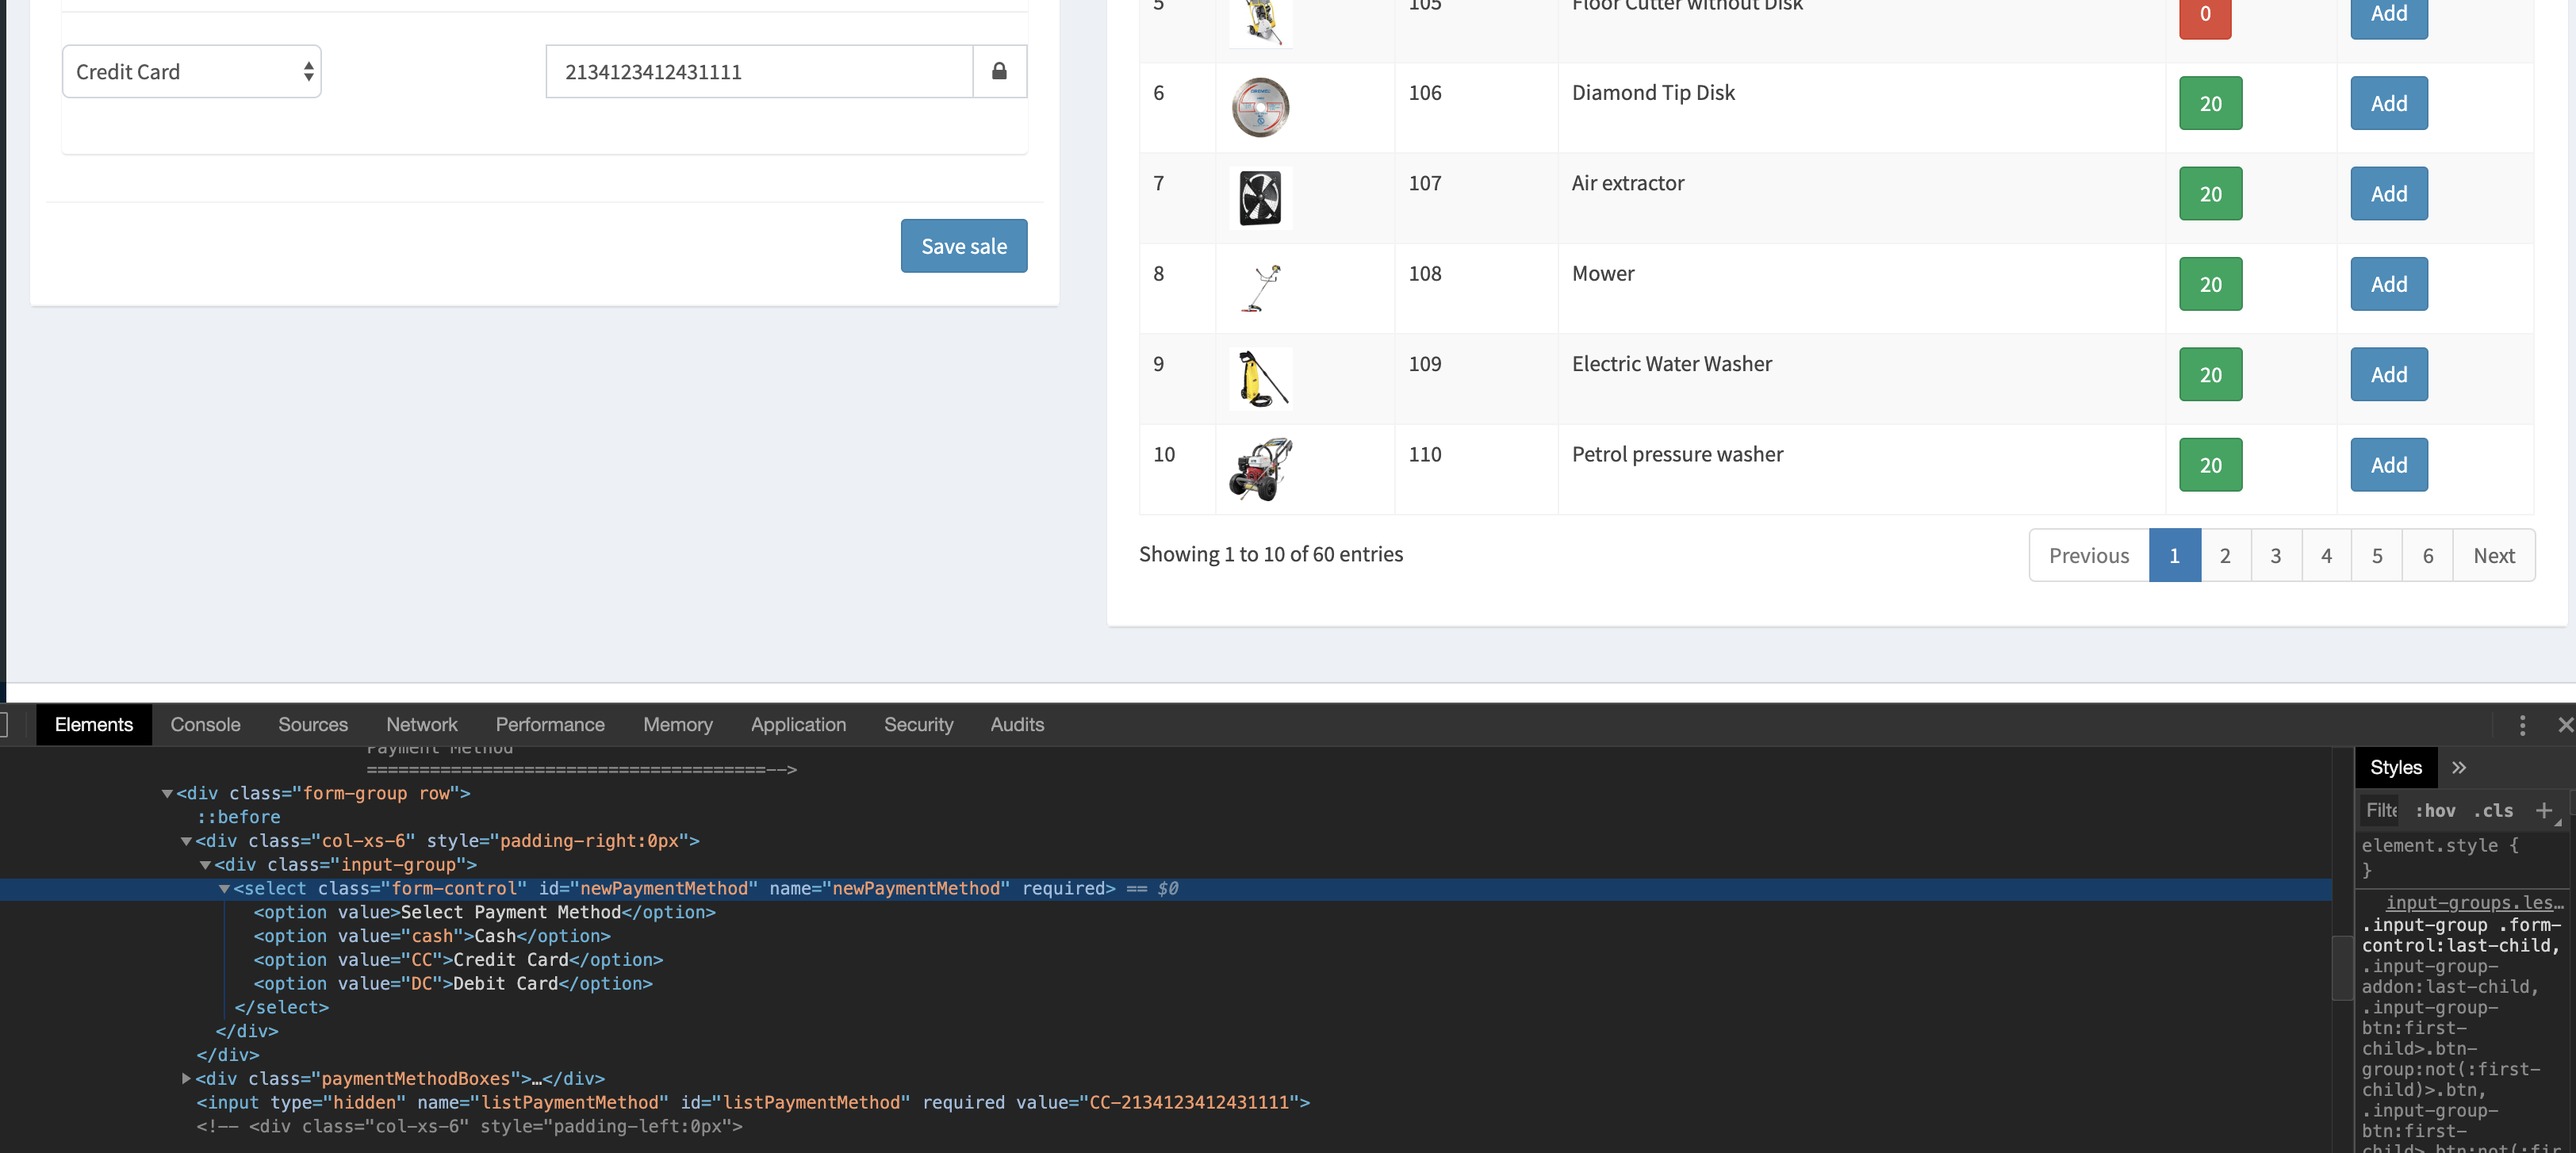 Credit Card
2134123412431111
Save sale
5 105 Floor Cutter without Disk 0 Add
6 106 Diamond Tip Disk 20 Add
7 107 Air extractor 20 Add
8 108 Mower 20 Add
9 109 Electric Water Washer 20 Add
10 110 Petrol pressure washer 20 Add
Showing 1 to 10 of 60 entries
Previous 1 2 3 4 5 6 Next
Elements Console Sources Network Performance Memory Application Security Audits
Payment Method
======================================-->
<div class="form-group row">
::before
<div class="col-xs-6" style="padding-right:0px">
<div class="input-group">
<select class="form-control" id="newPaymentMethod" name="newPaymentMethod" required> == $0
<option value>Select Payment Method</option>
<option value="cash">Cash</option>
<option value="CC">Credit Card</option>
<option value="DC">Debit Card</option>
</select>
</div>
</div>
<div class="paymentMethodBoxes">…</div>
<input type="hidden" name="listPaymentMethod" id="listPaymentMethod" required value="CC-2134123412431111">
<!-- <div class="col-xs-6" style="padding-left:0px">
Styles »
Filte :hov .cls +
element.style {
}
input-groups.les…
.input-group .form-
control:last-child,
.input-group-
addon:last-child,
.input-group-
btn:first-
child>.btn-
group:not(:first-
child)>.btn,
.input-group-
btn:first-
child>.btn:not(:fir